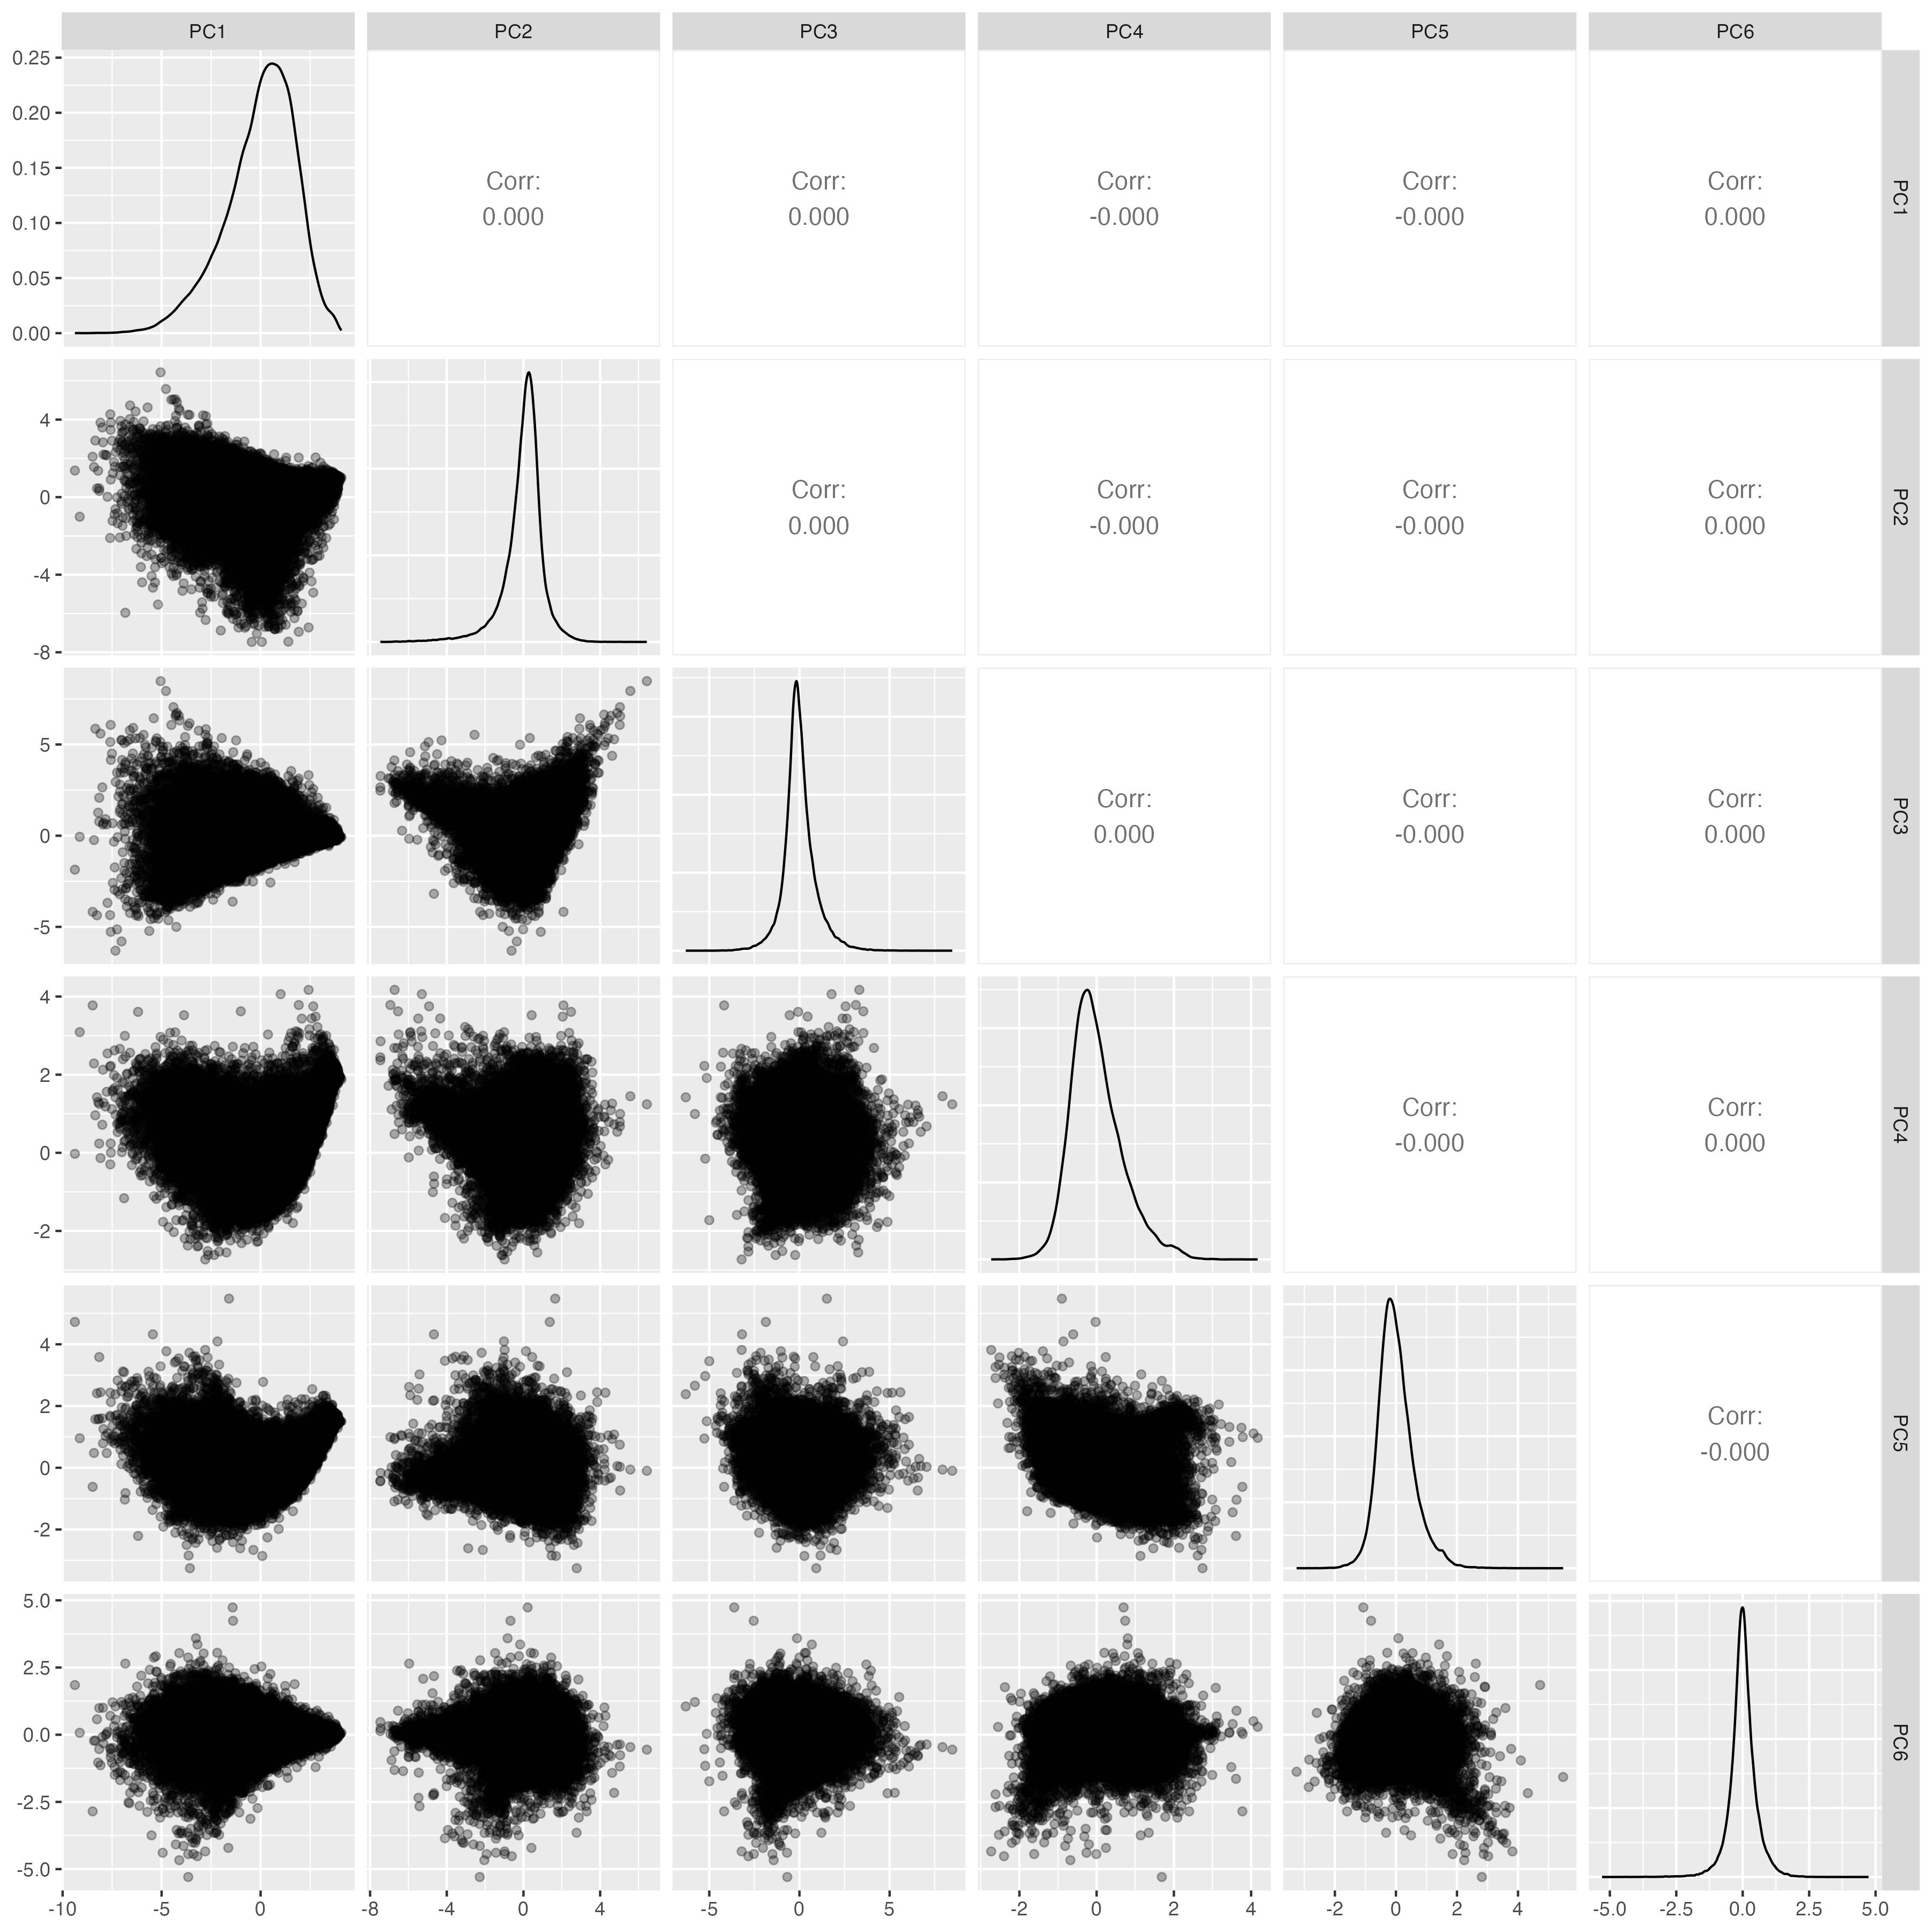 PC1 PC2 PC3 PC4 PC5 PC6
0.25
0.20
0.15
0.10
0.05
0.00
Corr: Corr: Corr: Corr: Corr:
0.000 0.000 -0.000 -0.000 0.000
PC1
4
0
-4
-8
Corr: Corr: Corr: Corr:
0.000 -0.000 -0.000 0.000
PC2
5
0
-5
Corr: Corr: Corr:
0.000 -0.000 0.000
PC3
4
2
0
-2
Corr: Corr:
-0.000 0.000
PC4
4
2
0
-2
Corr:
-0.000
PC5
5.0
2.5
0.0
-2.5
-5.0
PC6
-10 -5 0 -8 -4 0 4 -5 0 5 -2 0 2 4 -2 0 2 4 -5.0 -2.5 0.0 2.5 5.0